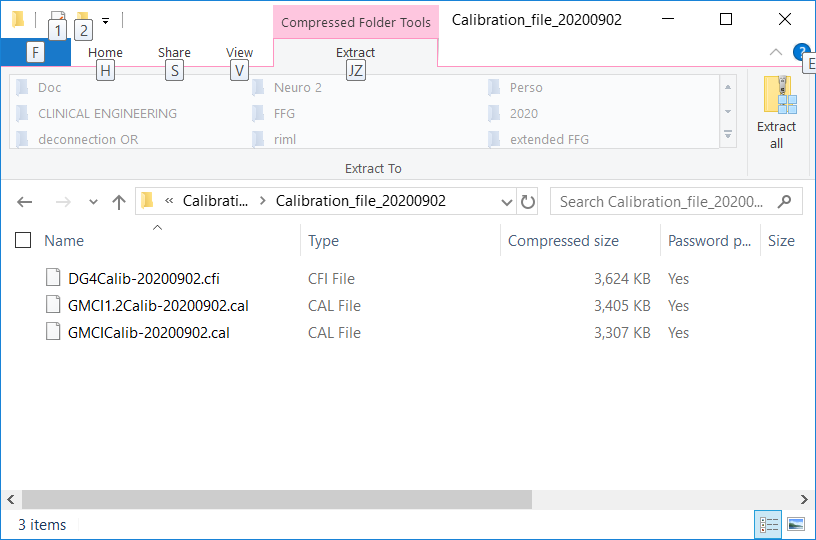 Compressed Folder Tools
Calibration_file_20200902
1
2
F
Home
Share
View
Extract
?
H
S
V
JZ
E
Doc
Neuro 2
Perso
CLINICAL ENGINEERING
FFG
2020
deconnection OR
riml
extended FFG
Extract
all
Extract To
« Calibrati... > Calibration_file_20200902
Search Calibration_file_20200...
Name Type Compressed size Password p... Size
DG4Calib-20200902.cfi CFI File 3,624 KB Yes
GMCI1.2Calib-20200902.cal CAL File 3,405 KB Yes
GMCICalib-20200902.cal CAL File 3,307 KB Yes
3 items